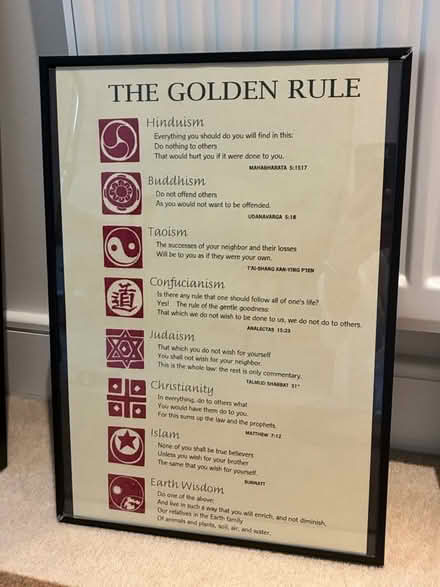 THE GOLDEN RULE
Hinduism
Everything you should do you will find in this:
Do nothing to others
That would hurt you if it were done to you.
MAHABHARATA 5:1517
Buddhism
Do not offend others
As you would not want to be offended.
UDANAVARGA 5:18
Taoism
The successes of your neighbor and their losses
Will be to you as if they were your own.
T'AI-SHANG KAN-YING P'IEN
道
Confucianism
Is there any rule that one should follow all of one's life?
Yes! The rule of the gentle goodness:
That which we do not wish to be done to us, we do not do to others.
ANALECTAS 15:23
Judaism
That which you do not wish for yourself
You shall not wish for your neighbor.
This is the whole law: the rest is only commentary.
TALMUD SHABBAT 31ª
Christianity
In everything, do to others what
You would have them do to you.
For this sums up the law and the prophets.
MATTHEW 7:12
Islam
None of you shall be true believers
Unless you wish for your brother
The same that you wish for yourself.
SUNNATT
Earth Wisdom
Do one of the above:
And live in such a way that you will enrich, and not diminish,
Our relatives in the Earth family
Of animals and plants, soil, air, and water.